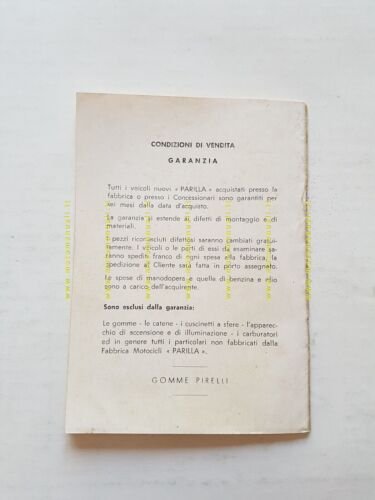 CONDIZIONI DI VENDITA
GARANZIA
Tutti i veicoli nuovi « PARILLA » acquistati presso la
fabbrica o presso i Concessionari sono garantiti per
sei mesi dalla data d'acquisto.
La garanzia si estende ai difetti di montaggio e di
materiali.
I pezzi riconosciuti difettosi saranno cambiati gratui-
tamente. I veicoli o le parti di essi da esaminare sa-
ranno spediti franco di ogni spesa alla fabbrica, la
spedizione al Cliente sarà fatta in porto assegnato.
Le spese di manodopera e quelle di benzina e olio
sono a carico dell'acquirente.
Sono esclusi dalla garanzia:
Le gomme - le catene - i cuscinetti a sfere - l'apparec-
chio di accensione e di illuminazione - i carburatori
ed in genere tutti i particolari non fabbricati dalla
Fabbrica Motocicli « PARILLA ».
GOMME PIRELLI